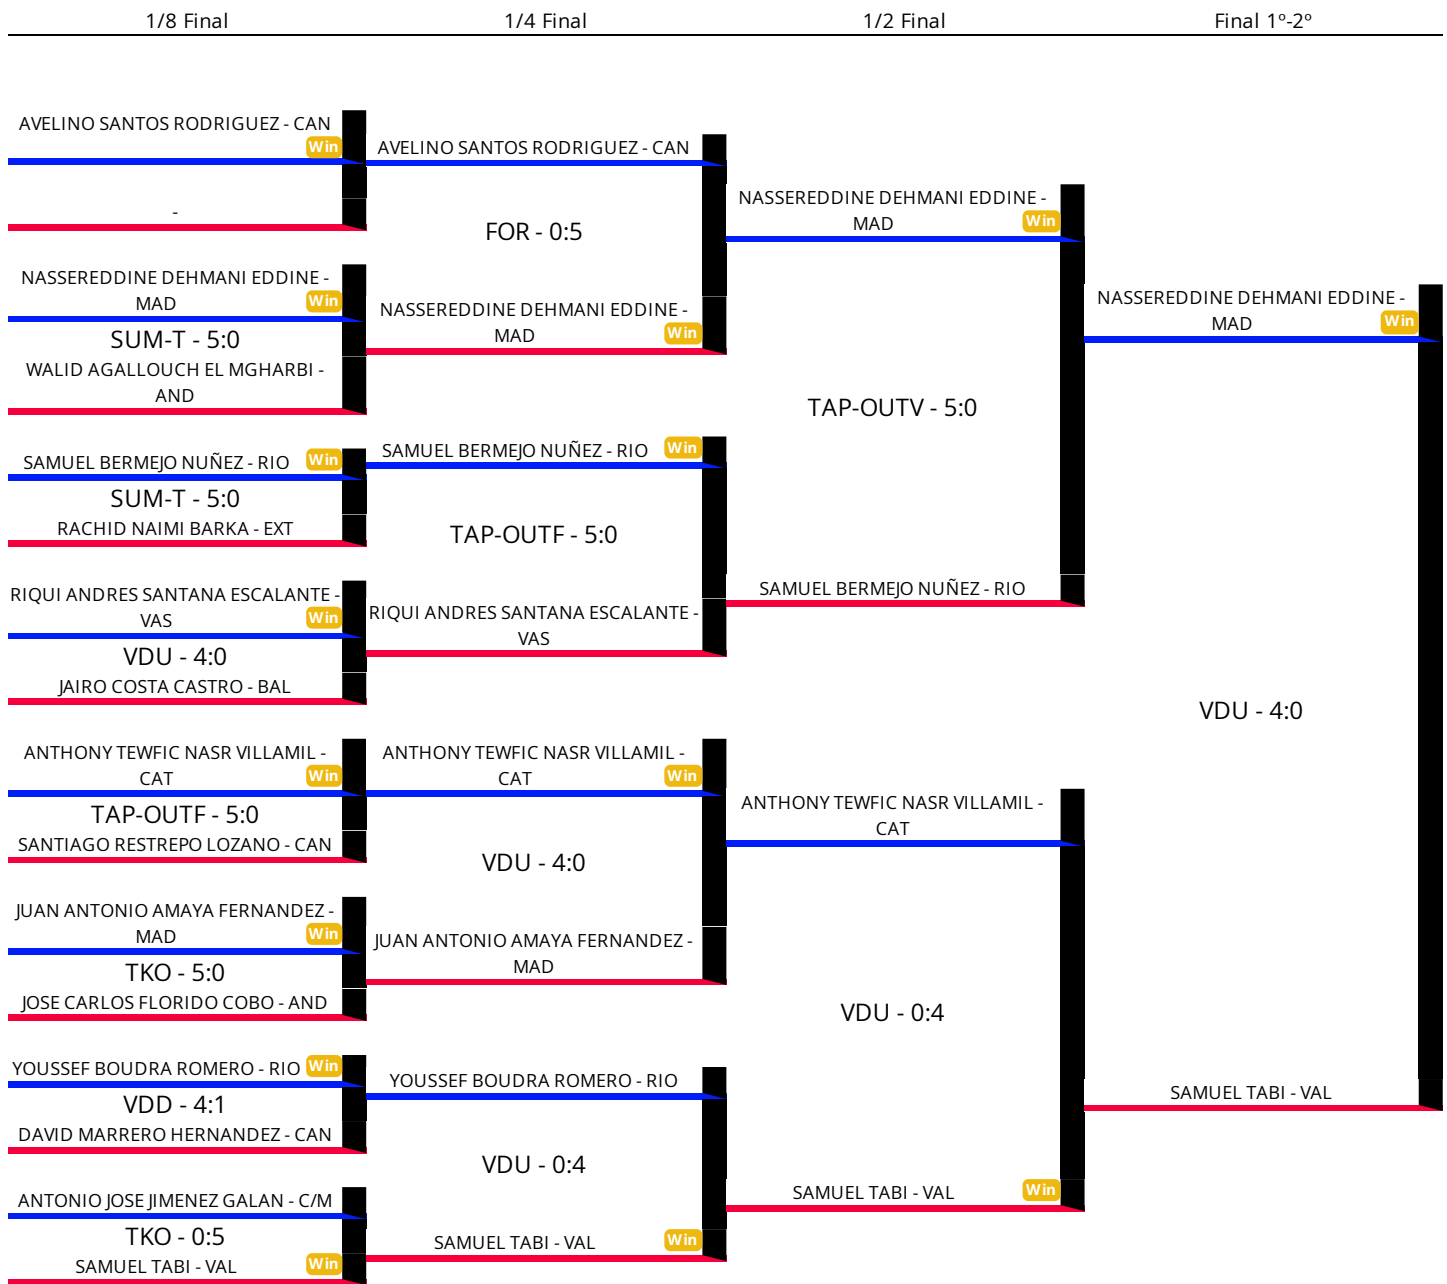 1/8 Final
1/4 Final
1/2 Final
Final 1º-2º
AVELINO SANTOS RODRIGUEZ - CAN
Win
-
NASSEREDDINE DEHMANI EDDINE -
MAD
Win
SUM-T - 5:0
WALID AGALLOUCH EL MGHARBI -
AND
SAMUEL BERMEJO NUÑEZ - RIO
Win
SUM-T - 5:0
RACHID NAIMI BARKA - EXT
RIQUI ANDRES SANTANA ESCALANTE -
VAS
Win
VDU - 4:0
JAIRO COSTA CASTRO - BAL
ANTHONY TEWFIC NASR VILLAMIL -
CAT
Win
TAP-OUTF - 5:0
SANTIAGO RESTREPO LOZANO - CAN
JUAN ANTONIO AMAYA FERNANDEZ -
MAD
Win
TKO - 5:0
JOSE CARLOS FLORIDO COBO - AND
YOUSSEF BOUDRA ROMERO - RIO
Win
VDD - 4:1
DAVID MARRERO HERNANDEZ - CAN
ANTONIO JOSE JIMENEZ GALAN - C/M
TKO - 0:5
SAMUEL TABI - VAL
Win
AVELINO SANTOS RODRIGUEZ - CAN
FOR - 0:5
NASSEREDDINE DEHMANI EDDINE -
MAD
Win
SAMUEL BERMEJO NUÑEZ - RIO
Win
TAP-OUTF - 5:0
RIQUI ANDRES SANTANA ESCALANTE -
VAS
ANTHONY TEWFIC NASR VILLAMIL -
CAT
Win
VDU - 4:0
JUAN ANTONIO AMAYA FERNANDEZ -
MAD
YOUSSEF BOUDRA ROMERO - RIO
VDU - 0:4
SAMUEL TABI - VAL
Win
NASSEREDDINE DEHMANI EDDINE -
MAD
Win
TAP-OUTV - 5:0
SAMUEL BERMEJO NUÑEZ - RIO
ANTHONY TEWFIC NASR VILLAMIL -
CAT
VDU - 0:4
SAMUEL TABI - VAL
Win
NASSEREDDINE DEHMANI EDDINE -
MAD
Win
VDU - 4:0
SAMUEL TABI - VAL